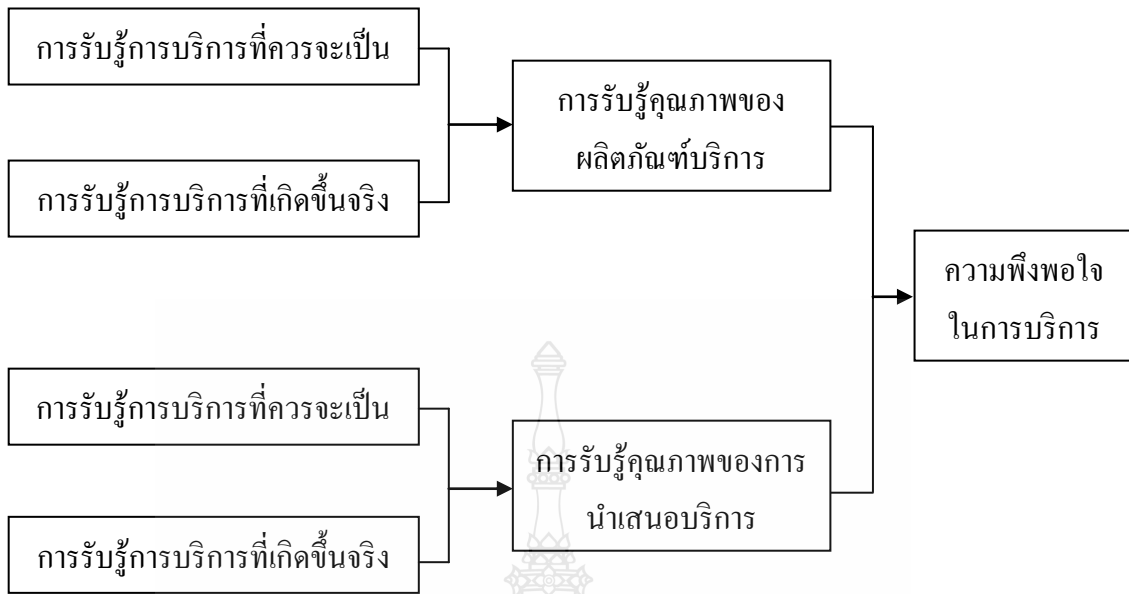 การรับรู้การบริการที่ควรจะเป็น
การรับรู้การบริการที่เกิดขึ้นจริง
การรับรู้คุณภาพของ
ผลิตภัณฑ์บริการ
การรับรู้การบริการที่ควรจะเป็น
การรับรู้การบริการที่เกิดขึ้นจริง
การรับรู้คุณภาพของการ
นำเสนอบริการ
ความพึงพอใจ
ในการบริการ